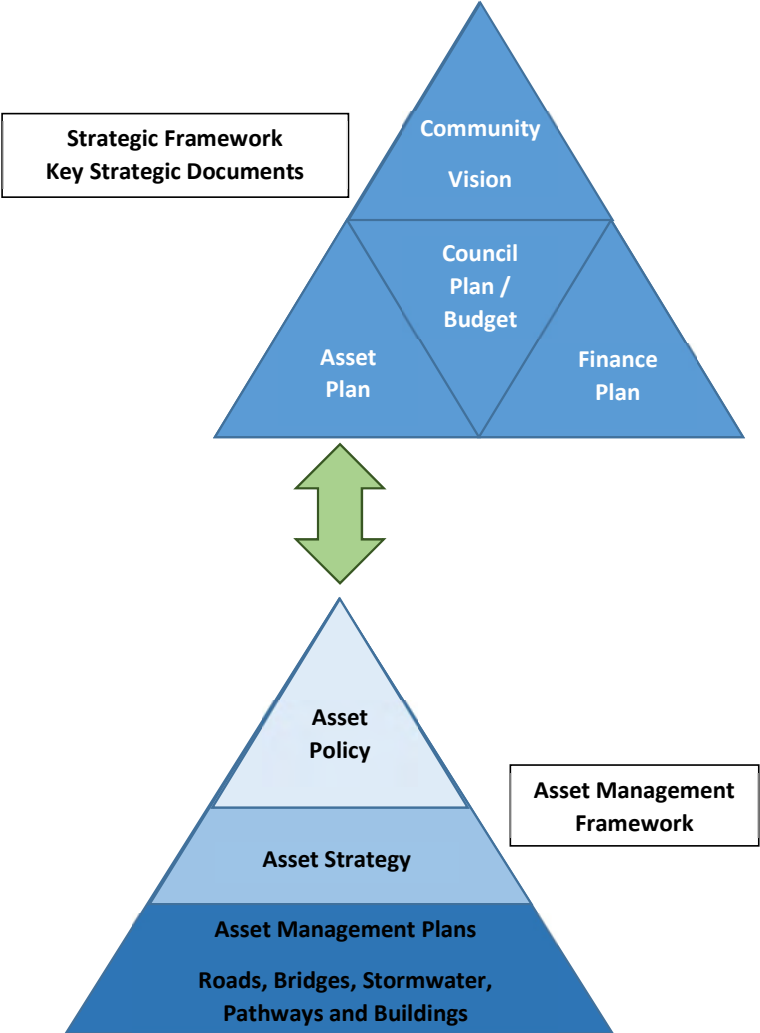 Strategic Framework
Key Strategic Documents
Community
Vision
Council
Plan /
Budget
Asset
Plan
Finance
Plan
Asset
Policy
Asset Management
Framework
Asset Strategy
Asset Management Plans
Roads, Bridges, Stormwater,
Pathways and Buildings